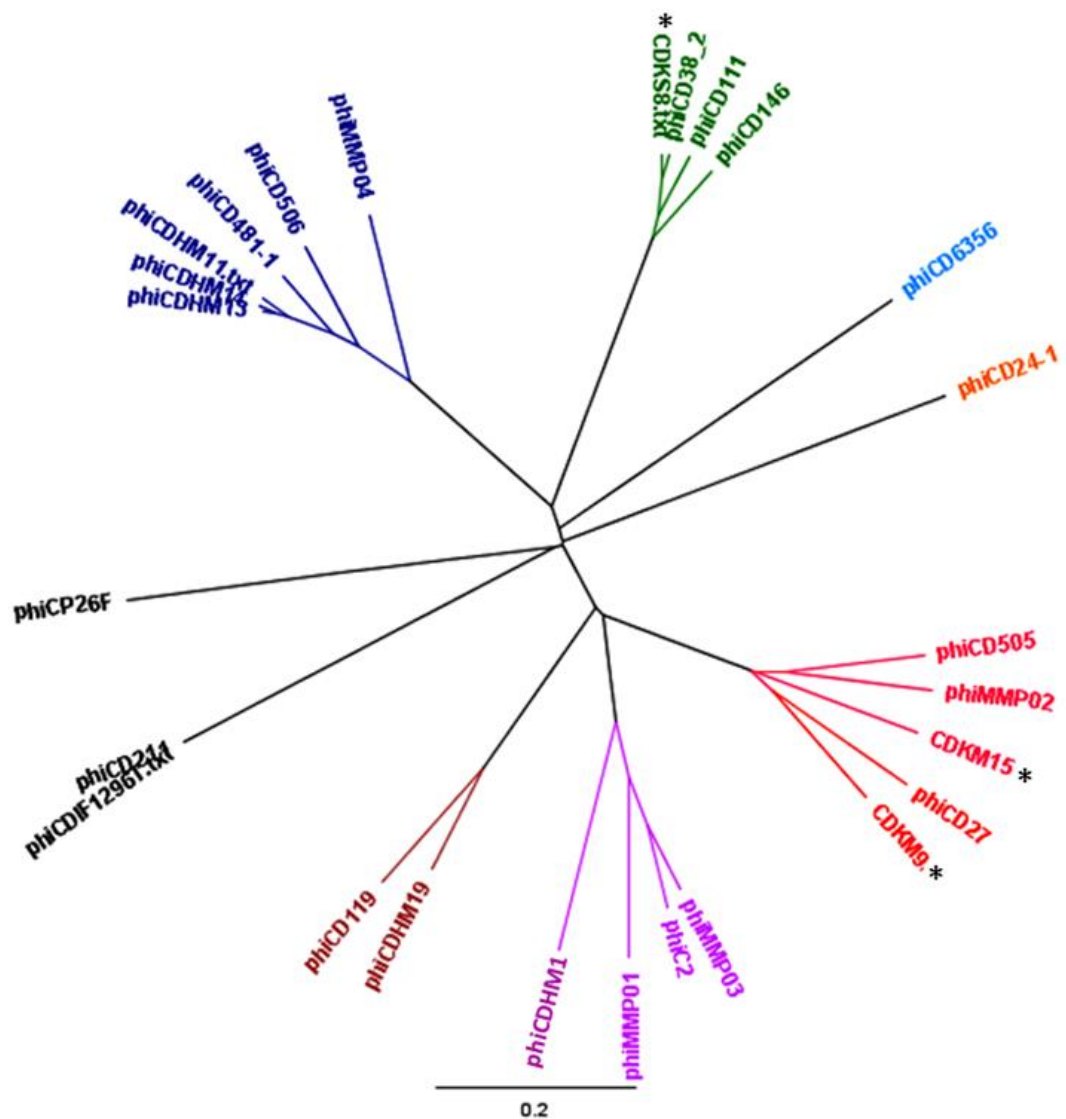 *
CDKS8.txt
phiCD38_2
phiCD111
phiCD146
phiMMP04
phiCD506
phiCD481-1
phiCDHM11.txt
phiCDHM13
phiCD6356
phiCD24-1
phiCP26F
phiCD211
phiCDIF1296T.txt
phiCD505
phiMMP02
CDKM15 *
phiCD27
CDKM9. *
phiCD119
phiCDHM19
phiCDHM1
phiMMP01
phiC2
phiMMP03
0.2